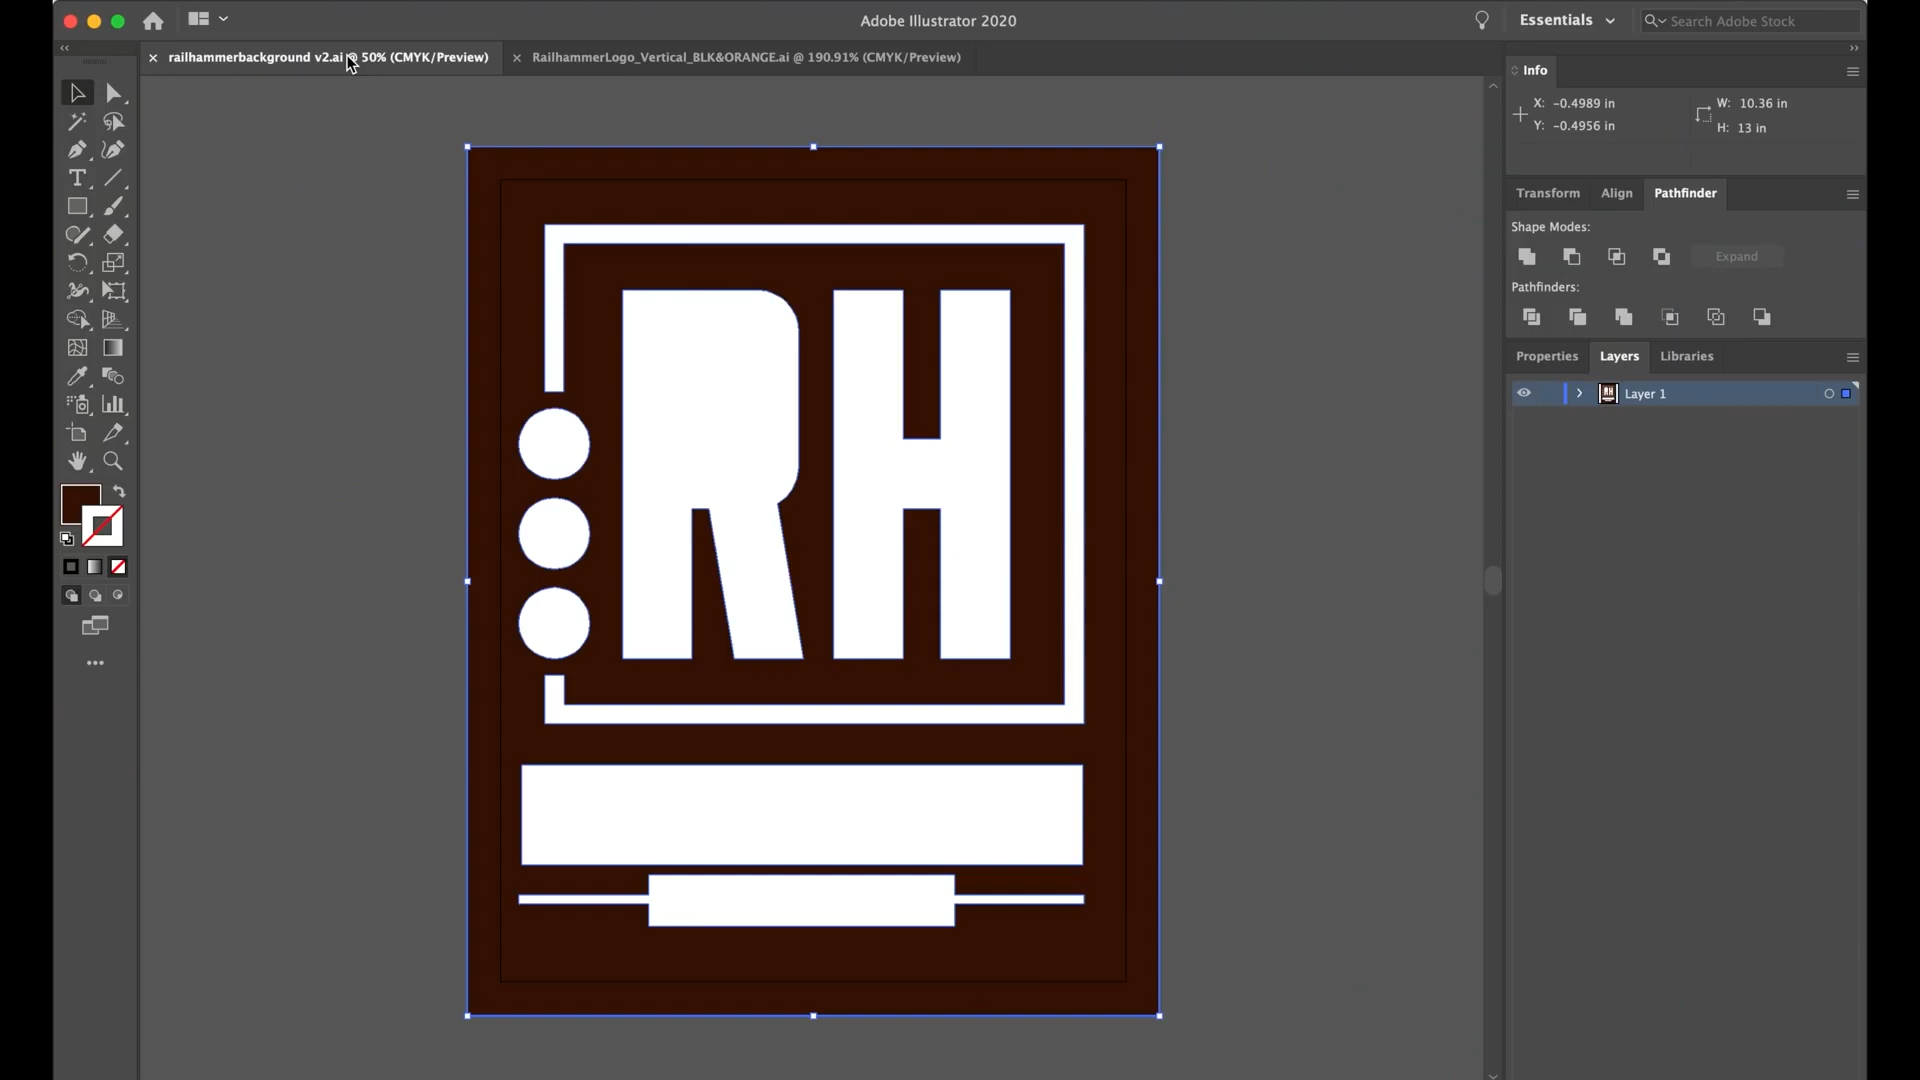 Adobe Illustrator 2020
Essentials
Search Adobe Stock
railhammerbackground v2.ai @ 50% (CMYK/Preview)
RailhammerLogo_Vertical_BLK&ORANGE.ai @ 190.91% (CMYK/Preview)
Info
X: -0.4989 in
Y: -0.4956 in
W: 10.36 in
H: 13 in
Transform Align Pathfinder
Shape Modes:
Expand
Pathfinders:
Properties Layers Libraries
Layer 1
RH